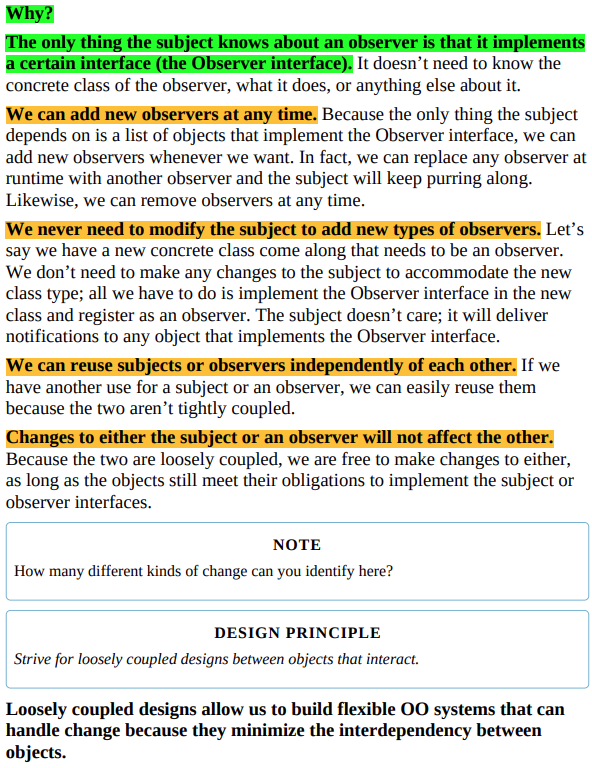 Why?
The only thing the subject knows about an observer is that it implements
a certain interface (the Observer interface). It doesn’t need to know the
concrete class of the observer, what it does, or anything else about it.
We can add new observers at any time. Because the only thing the subject
depends on is a list of objects that implement the Observer interface, we can
add new observers whenever we want. In fact, we can replace any observer at
runtime with another observer and the subject will keep purring along.
Likewise, we can remove observers at any time.
We never need to modify the subject to add new types of observers. Let’s
say we have a new concrete class come along that needs to be an observer.
We don’t need to make any changes to the subject to accommodate the new
class type; all we have to do is implement the Observer interface in the new
class and register as an observer. The subject doesn’t care; it will deliver
notifications to any object that implements the Observer interface.
We can reuse subjects or observers independently of each other. If we
have another use for a subject or an observer, we can easily reuse them
because the two aren’t tightly coupled.
Changes to either the subject or an observer will not affect the other.
Because the two are loosely coupled, we are free to make changes to either,
as long as the objects still meet their obligations to implement the subject or
observer interfaces.
NOTE
How many different kinds of change can you identify here?
DESIGN PRINCIPLE
Strive for loosely coupled designs between objects that interact.
Loosely coupled designs allow us to build flexible OO systems that can
handle change because they minimize the interdependency between
objects.